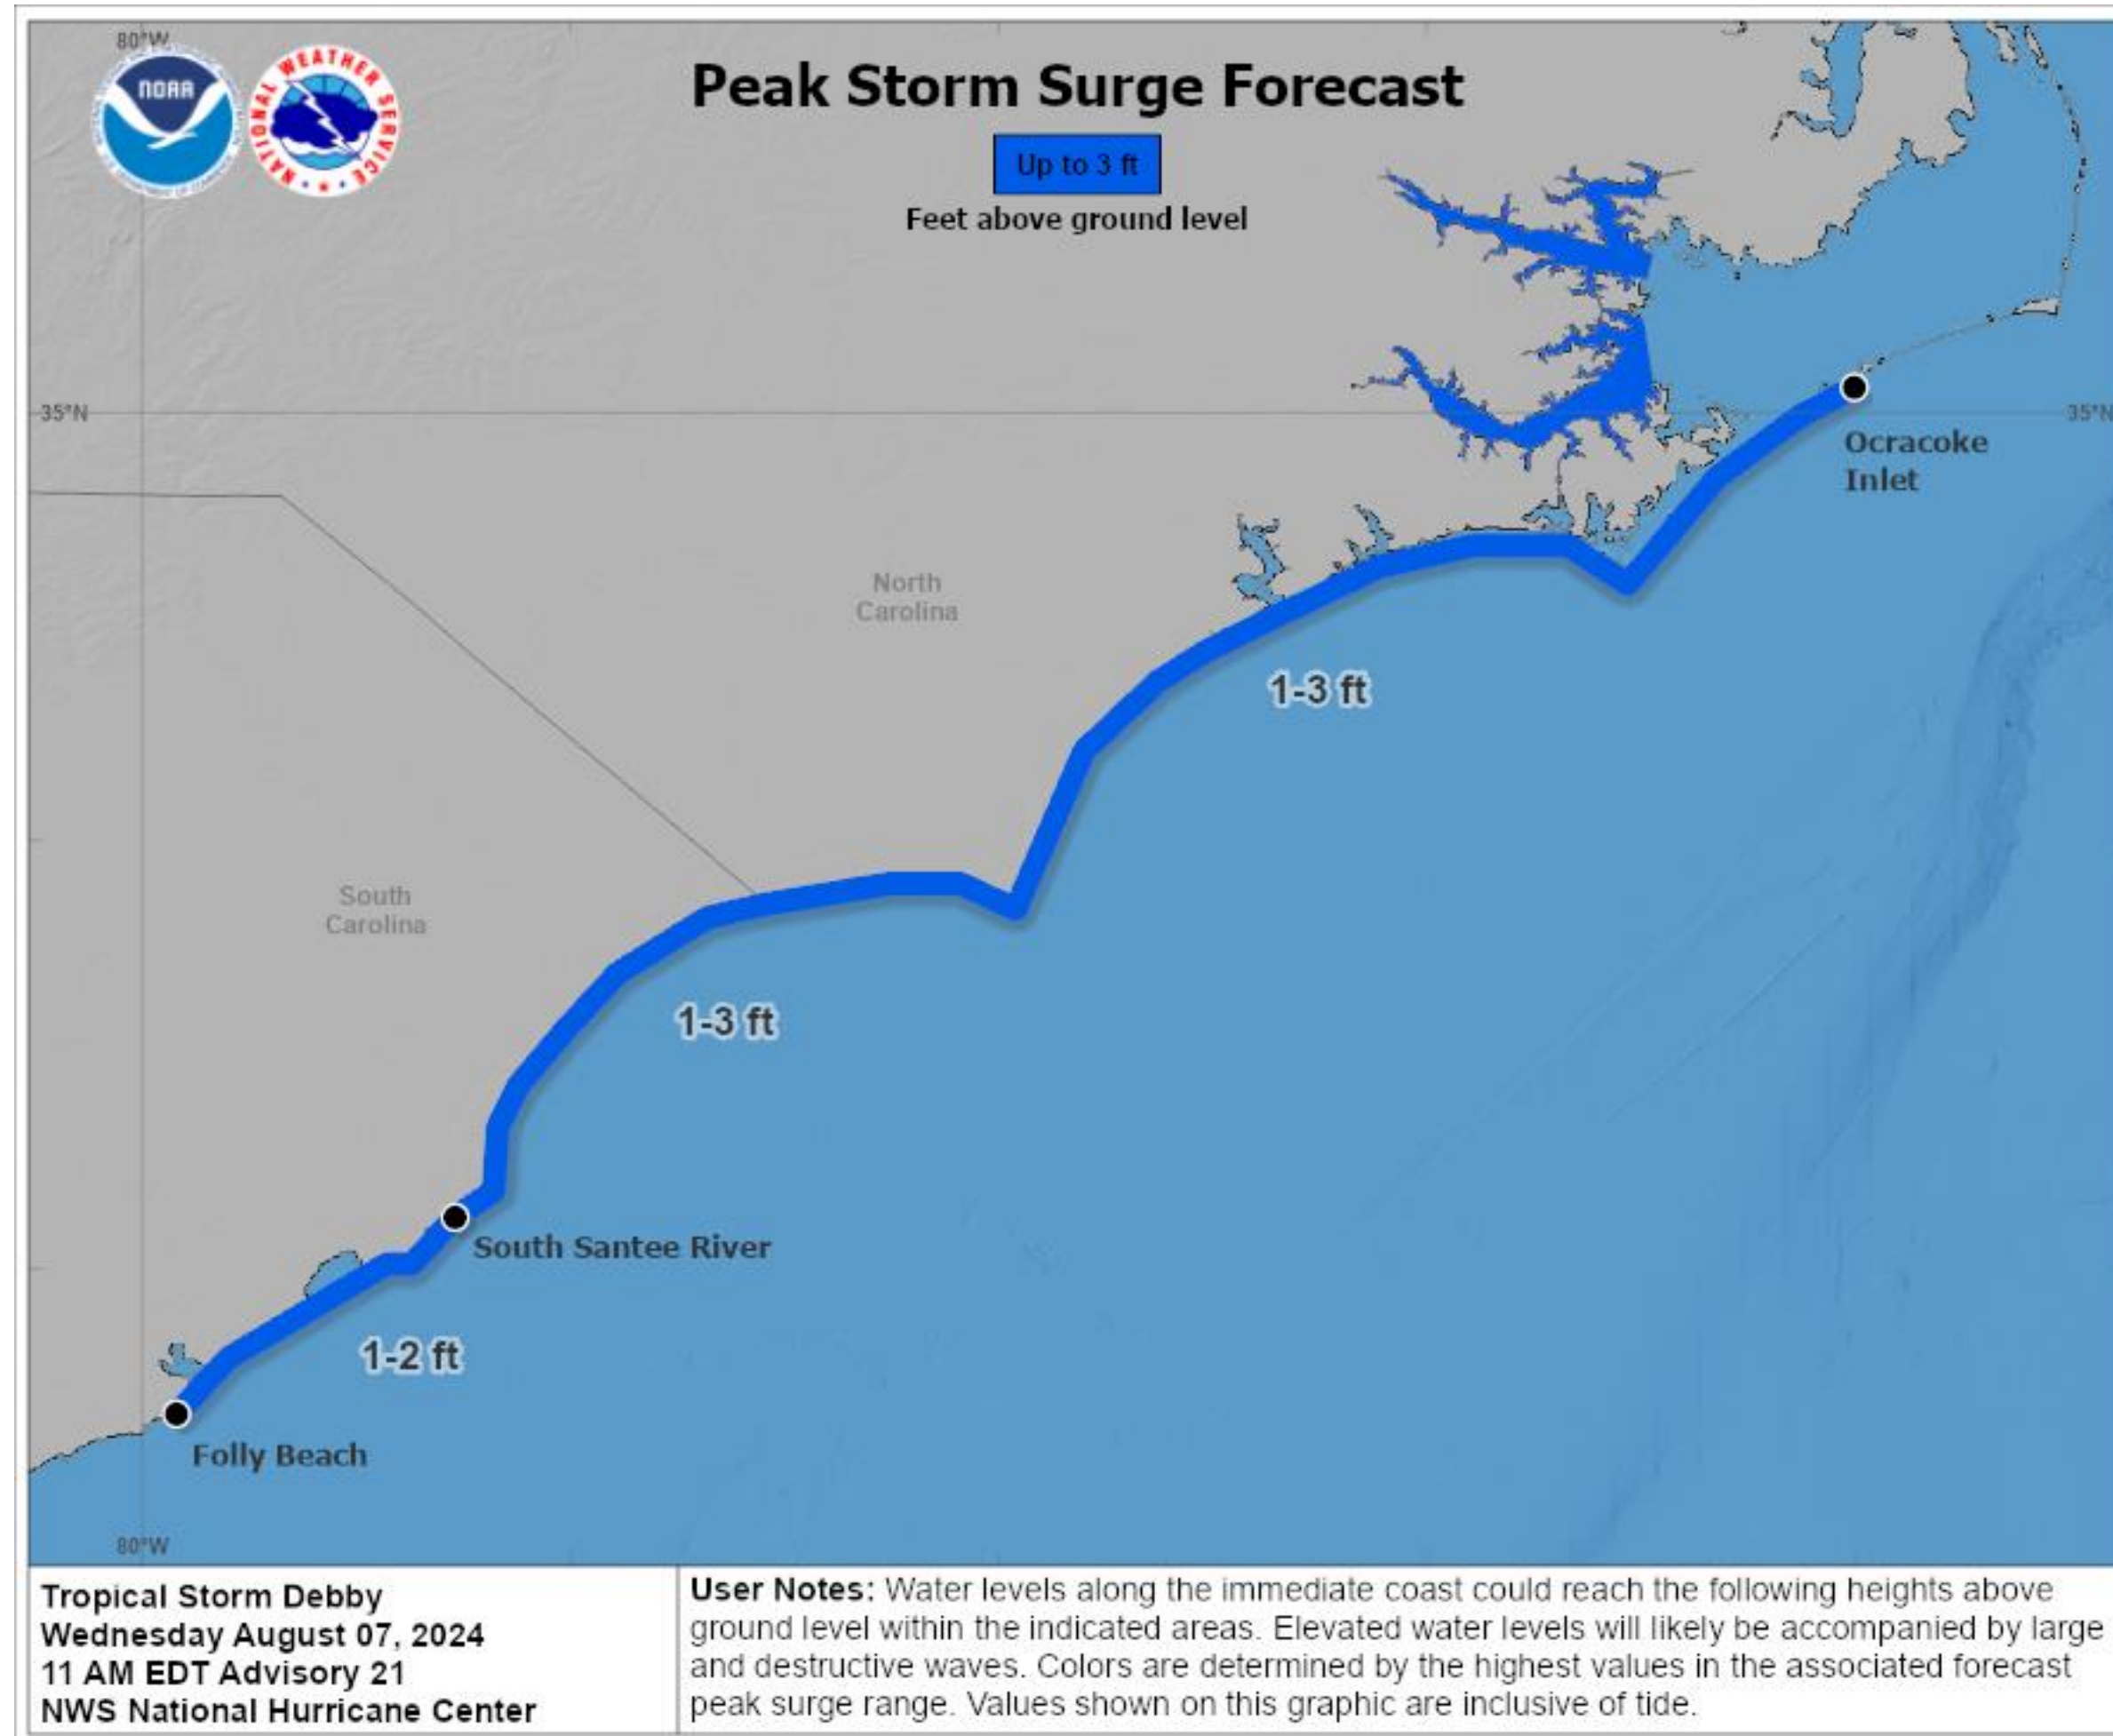 80°W
NOAA
NATIONAL WEATHER SERVICE
Peak Storm Surge Forecast
Up to 3 ft
Feet above ground level
35°N
35°N
Ocracoke
Inlet
North
Carolina
1-3 ft
South
Carolina
1-3 ft
South Santee River
1-2 ft
Folly Beach
80°W
Tropical Storm Debby
Wednesday August 07, 2024
11 AM EDT Advisory 21
NWS National Hurricane Center
User Notes: Water levels along the immediate coast could reach the following heights above
ground level within the indicated areas. Elevated water levels will likely be accompanied by large
and destructive waves. Colors are determined by the highest values in the associated forecast
peak surge range. Values shown on this graphic are inclusive of tide.